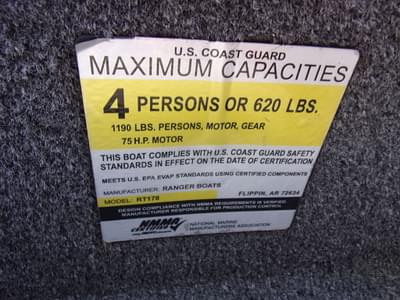 U.S. COAST GUARD
MAXIMUM CAPACITIES
4 PERSONS OR 620 LBS.
1190 LBS. PERSONS, MOTOR, GEAR
75 H.P. MOTOR
THIS BOAT COMPLIES WITH U.S. COAST GUARD SAFETY
STANDARDS IN EFFECT ON THE DATE OF CERTIFICATION
MEETS U.S. EPA EVAP STANDARDS USING CERTIFIED COMPONENTS
MANUFACTURER: RANGER BOATS FLIPPIN, AR 72634
MODEL: RT178
DESIGN COMPLIANCE WITH NMMA REQUIREMENTS IS VERIFIED.
MANUFACTURER RESPONSIBLE FOR PRODUCTION CONTROL.
NMMA CERTIFIED
NATIONAL MARINE
MANUFACTURERS ASSOCIATION